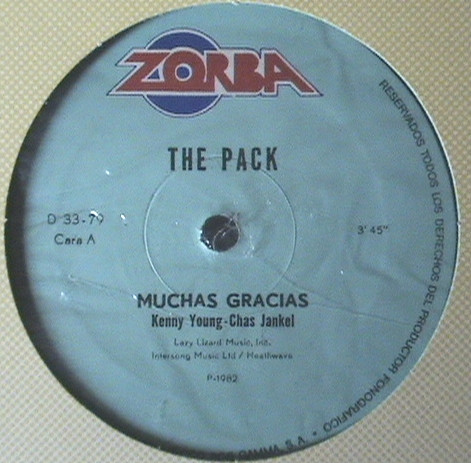 ZORBA
THE PACK
D 33-79
Cara A
3' 45"
MUCHAS GRACIAS
Kenny Young-Chas Jankel
Lazy Lizard Music, Inc.
Intersong Music Ltd / Heathwave
P-1982
RESERVADOS TODOS LOS DERECHOS DEL PRODUCTOR FONOGRAFICO •